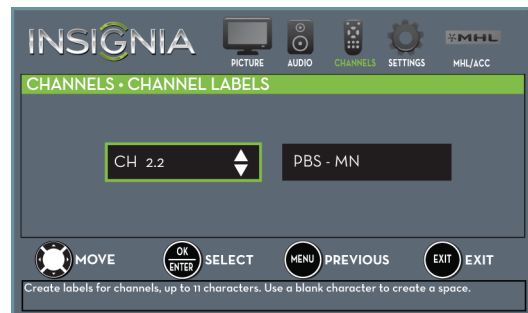 INSIGNIA
PICTURE AUDIO CHANNELS SETTINGS MHL MHL/ACC
CHANNELS • CHANNEL LABELS
CH 2.2 PBS - MN
MOVE OK ENTER SELECT MENU PREVIOUS EXIT EXIT
Create labels for channels, up to 11 characters. Use a blank character to create a space.